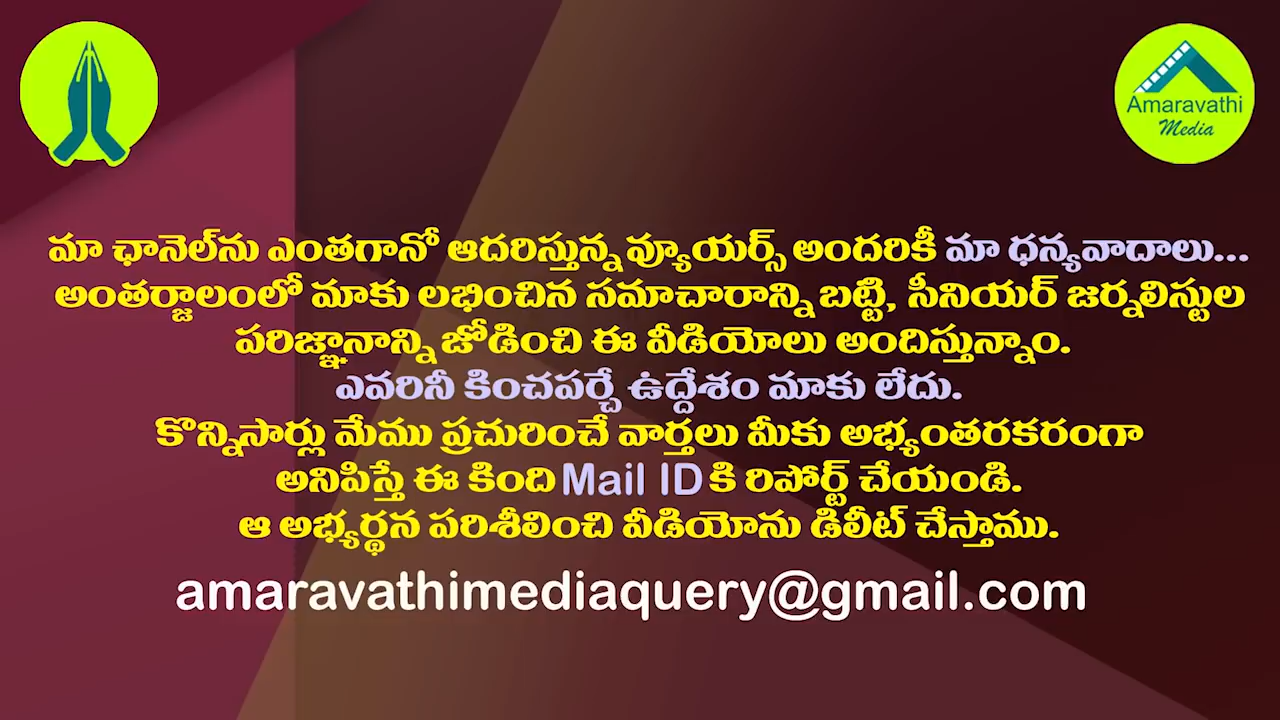 Amaravathi
Media
మా ఛానెల్‌ను ఎంతగానో ఆదరిస్తున్న వ్యూయర్స్ అందరికీ మా ధన్యవాదాలు...
అంతర్జాలంలో మాకు లభించిన సమాచారాన్ని బట్టి, సీనియర్ జర్నలిస్టుల
పరిజ్ఞానాన్ని జోడించి ఈ వీడియోలు అందిస్తున్నాం.
ఎవరినీ కించపర్చే ఉద్దేశం మాకు లేదు.
కొన్నిసార్లు మేము ప్రచురించే వార్తలు మీకు అభ్యంతరకరంగా
అనిపిస్తే ఈ కింది Mail ID కి రిపోర్ట్ చేయండి.
ఆ అభ్యర్థన పరిశీలించి వీడియోను డిలీట్ చేస్తాము.
amaravathimediaquery@gmail.com